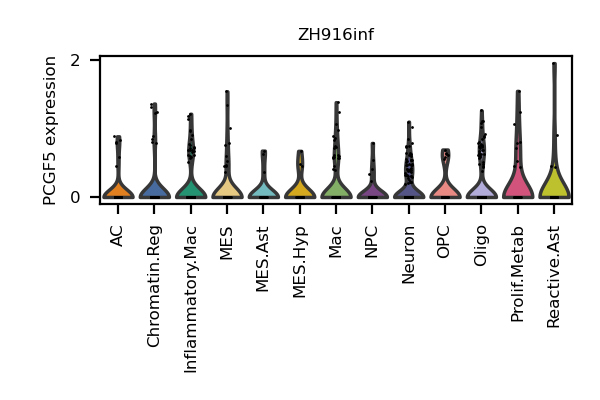 ZH916inf
PCGF5 expression
2
0
AC
Chromatin.Reg
Inflammatory.Mac
MES
MES.Ast
MES.Hyp
Mac
NPC
Neuron
OPC
Oligo
Prolif.Metab
Reactive.Ast